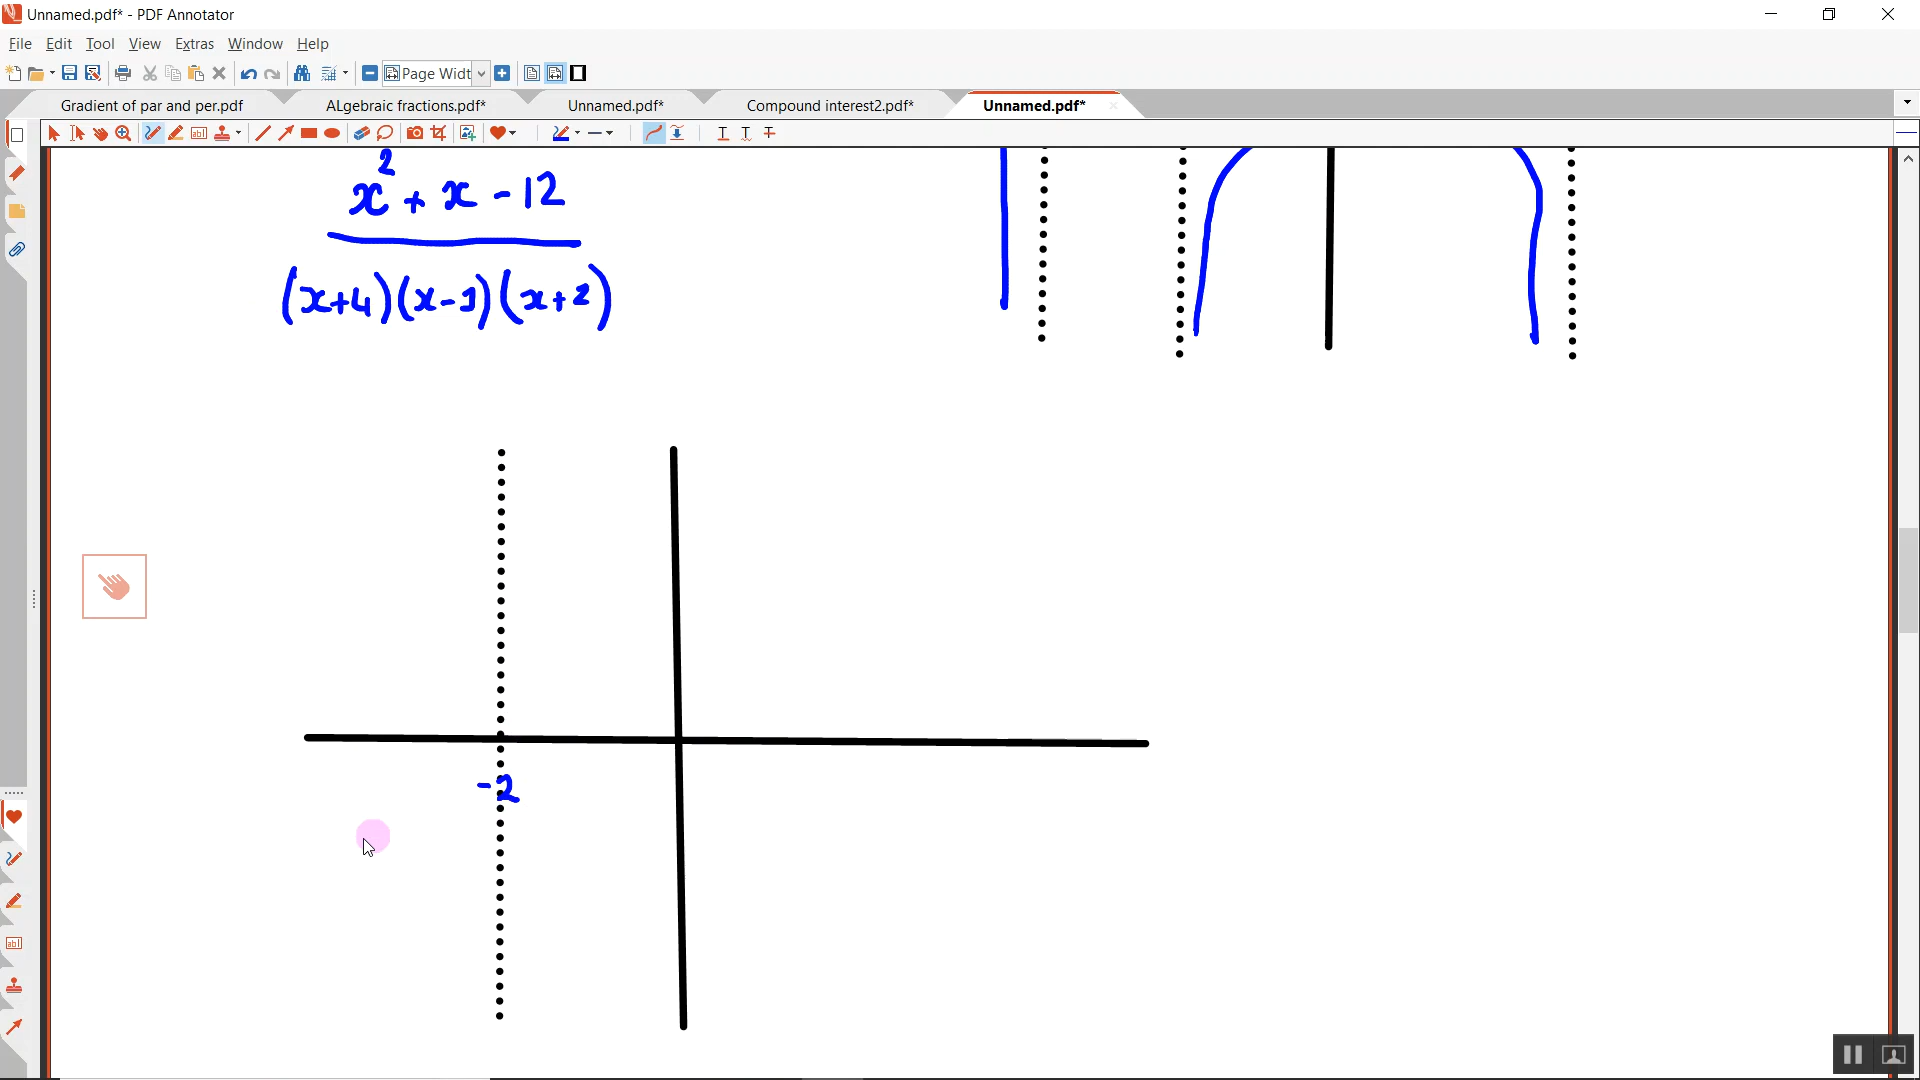 Unnamed.pdf* - PDF Annotator
File Edit Tool View Extras Window Help
Page Widt
Gradient of par and per.pdf
ALgebraic fractions.pdf*
Unnamed.pdf*
Compound interest2.pdf*
Unnamed.pdf*
x² + x - 12
(x+4)(x-3)(x+2)
-2